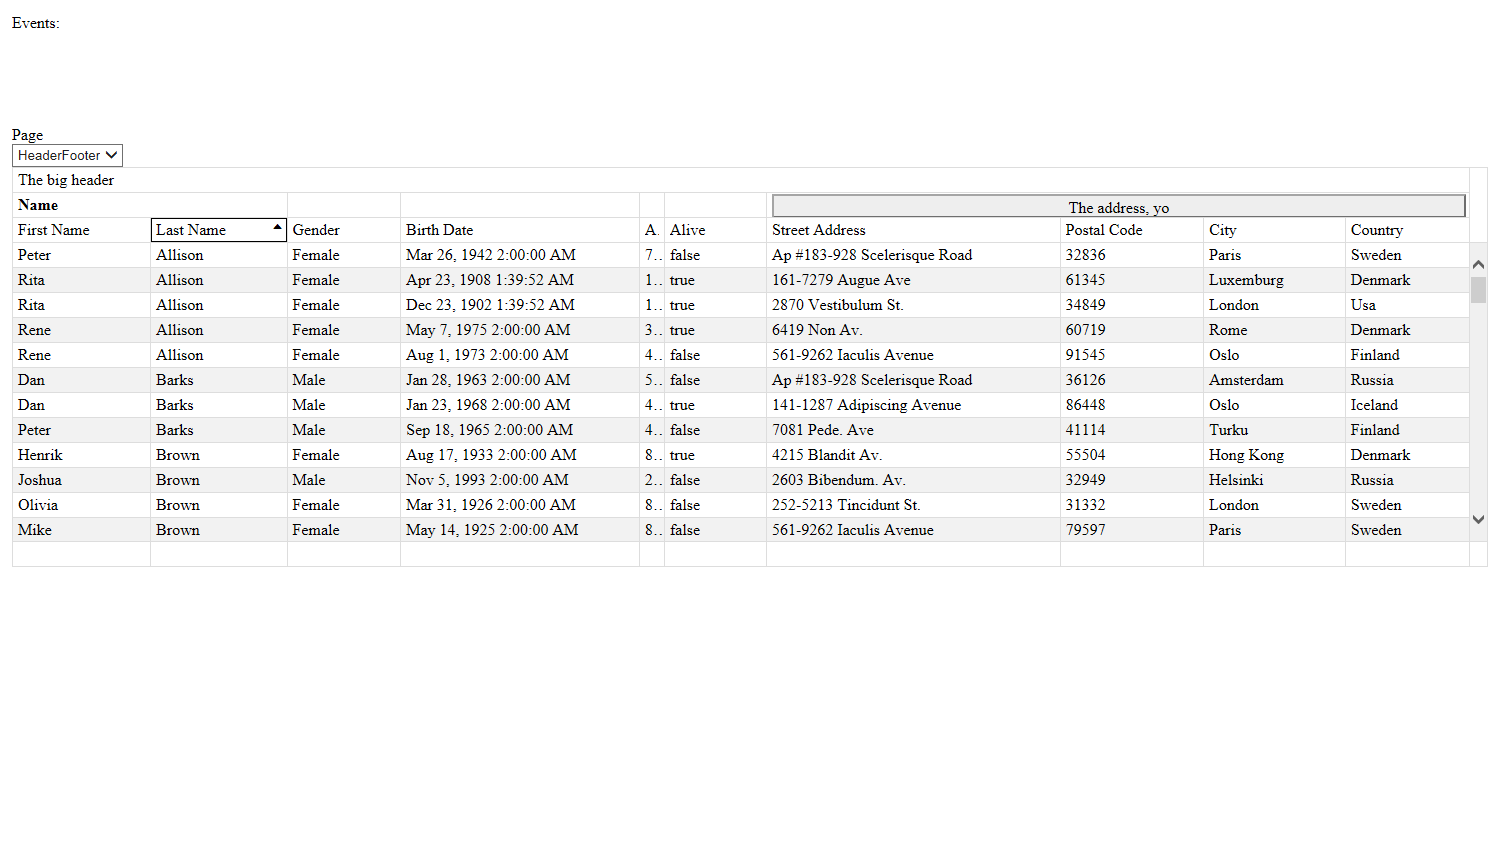 Events:
Page
HeaderFooter
The big header
Name The address, yo
First Name Last Name Gender Birth Date A. Alive Street Address Postal Code City Country
Peter Allison Female Mar 26, 1942 2:00:00 AM 7.. false Ap #183-928 Scelerisque Road 32836 Paris Sweden
Rita Allison Female Apr 23, 1908 1:39:52 AM 1.. true 161-7279 Augue Ave 61345 Luxemburg Denmark
Rita Allison Female Dec 23, 1902 1:39:52 AM 1.. true 2870 Vestibulum St. 34849 London Usa
Rene Allison Female May 7, 1975 2:00:00 AM 3.. true 6419 Non Av. 60719 Rome Denmark
Rene Allison Female Aug 1, 1973 2:00:00 AM 4.. false 561-9262 Iaculis Avenue 91545 Oslo Finland
Dan Barks Male Jan 28, 1963 2:00:00 AM 5.. false Ap #183-928 Scelerisque Road 36126 Amsterdam Russia
Dan Barks Male Jan 23, 1968 2:00:00 AM 4.. true 141-1287 Adipiscing Avenue 86448 Oslo Iceland
Peter Barks Male Sep 18, 1965 2:00:00 AM 4.. false 7081 Pede. Ave 41114 Turku Finland
Henrik Brown Female Aug 17, 1933 2:00:00 AM 8.. true 4215 Blandit Av. 55504 Hong Kong Denmark
Joshua Brown Male Nov 5, 1993 2:00:00 AM 2.. false 2603 Bibendum. Av. 32949 Helsinki Russia
Olivia Brown Female Mar 31, 1926 2:00:00 AM 8.. false 252-5213 Tincidunt St. 31332 London Sweden
Mike Brown Female May 14, 1925 2:00:00 AM 8.. false 561-9262 Iaculis Avenue 79597 Paris Sweden